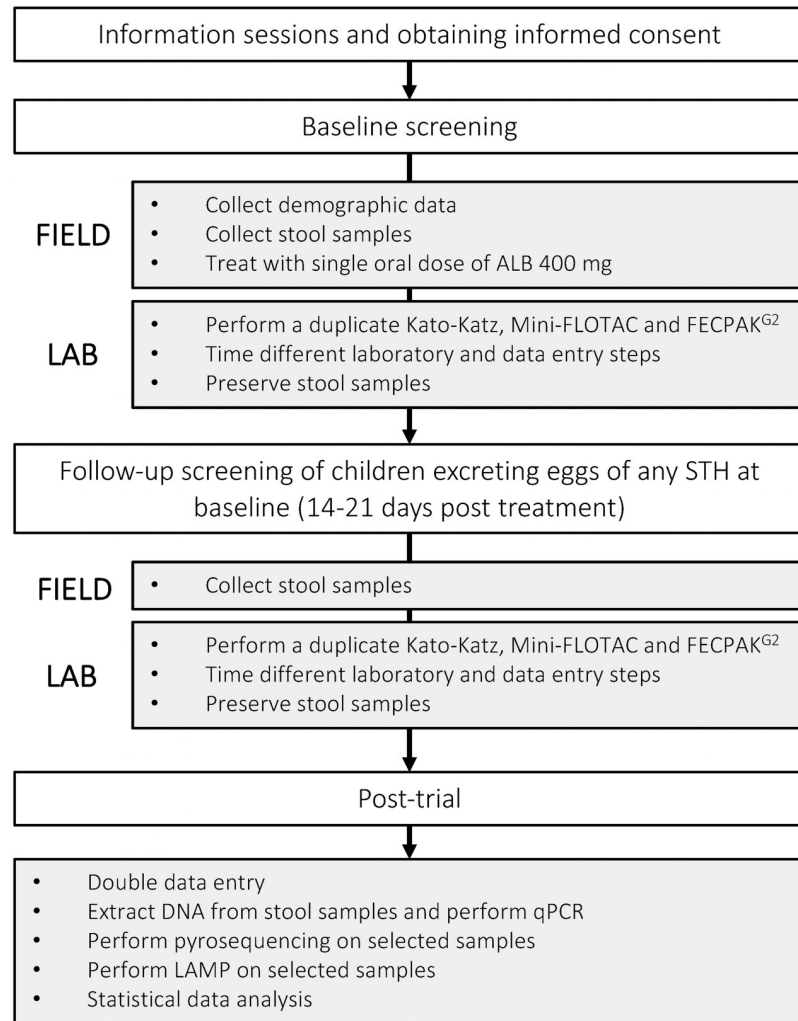 Information sessions and obtaining informed consent
Baseline screening
FIELD
• Collect demographic data
• Collect stool samples
• Treat with single oral dose of ALB 400 mg
LAB
• Perform a duplicate Kato-Katz, Mini-FLOTAC and FECPAKG2
• Time different laboratory and data entry steps
• Preserve stool samples
Follow-up screening of children excreting eggs of any STH at
baseline (14-21 days post treatment)
FIELD
• Collect stool samples
LAB
• Perform a duplicate Kato-Katz, Mini-FLOTAC and FECPAKG2
• Time different laboratory and data entry steps
• Preserve stool samples
Post-trial
• Double data entry
• Extract DNA from stool samples and perform qPCR
• Perform pyrosequencing on selected samples
• Perform LAMP on selected samples
• Statistical data analysis